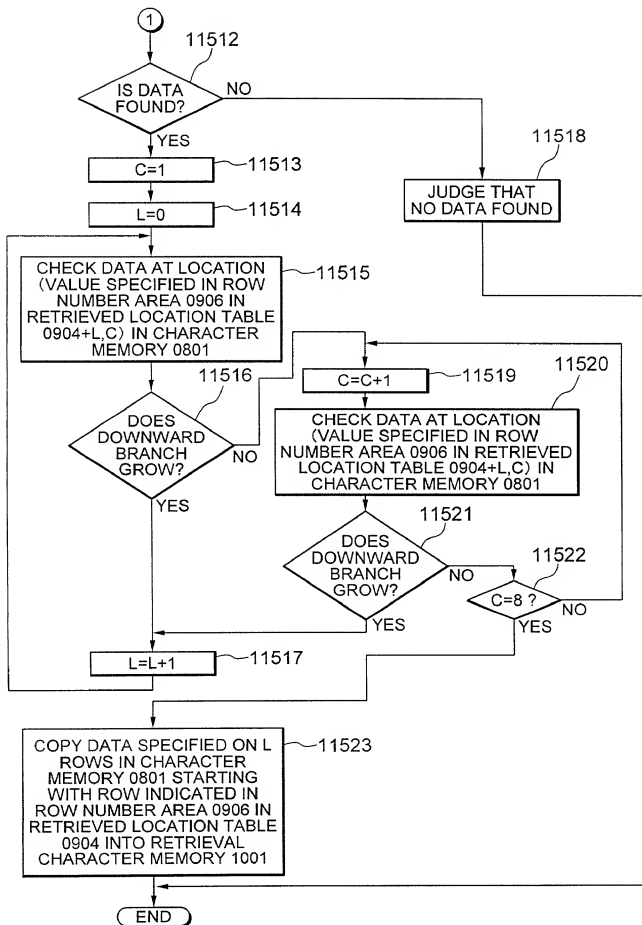 1
11512
IS DATA
FOUND?
NO
YES
11513
C=1
11518
JUDGE THAT
NO DATA FOUND
11514
L=0
11515
CHECK DATA AT LOCATION
(VALUE SPECIFIED IN ROW
NUMBER AREA 0906 IN
RETRIEVED LOCATION TABLE
0904+L,C) IN CHARACTER
MEMORY 0801
11516
DOES
DOWNWARD
BRANCH
GROW?
NO
YES
11519
C=C+1
11520
CHECK DATA AT LOCATION
(VALUE SPECIFIED IN ROW
NUMBER AREA 0906 IN RETRIEVED
LOCATION TABLE 0904+L,C) IN
CHARACTER MEMORY 0801
11521
DOES
DOWNWARD
BRANCH
GROW?
NO
YES
11522
C=8 ?
NO
YES
11517
L=L+1
11523
COPY DATA SPECIFIED ON L
ROWS IN CHARACTER
MEMORY 0801 STARTING
WITH ROW INDICATED IN
ROW NUMBER AREA 0906 IN
RETRIEVED LOCATION TABLE
0904 INTO RETRIEVAL
CHARACTER MEMORY 1001
END